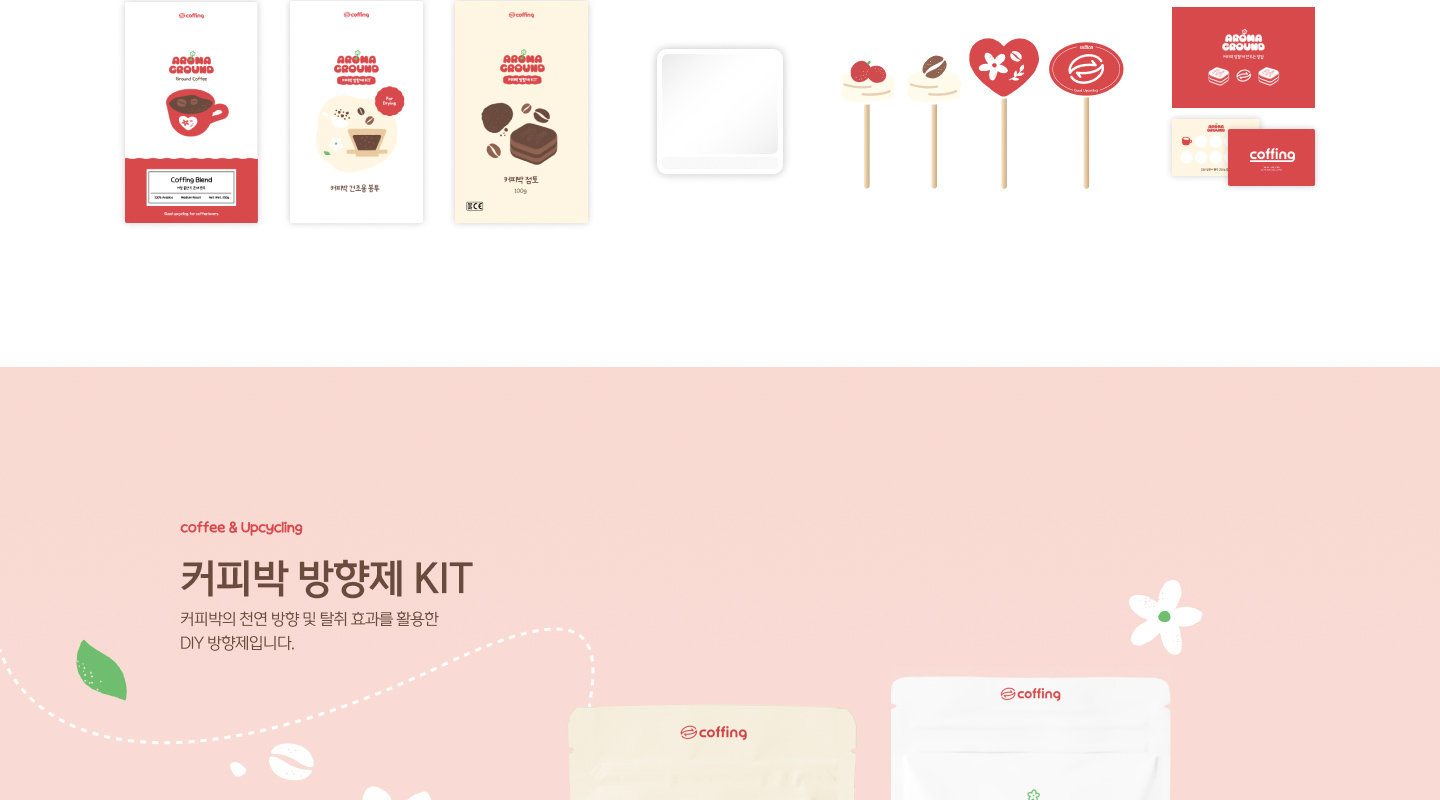 coffing
AROMA
GROUND
Ground Coffee
Coffing Blend
Good upcycling for coffee lovers
coffing
AROMA
GROUND
커피박 방향제 KIT
For
Drying
커피박 건조용 봉투
coffing
AROMA
GROUND
커피박 방향제 KIT
커피박 점토
100g
coffing
Good Upcycling
AROMA
GROUND
AROMA
GROUND
coffing
coffee & Upcycling
커피박 방향제 KIT
커피박의 천연 방향 및 탈취 효과를 활용한
DIY 방향제입니다.
coffing
coffing